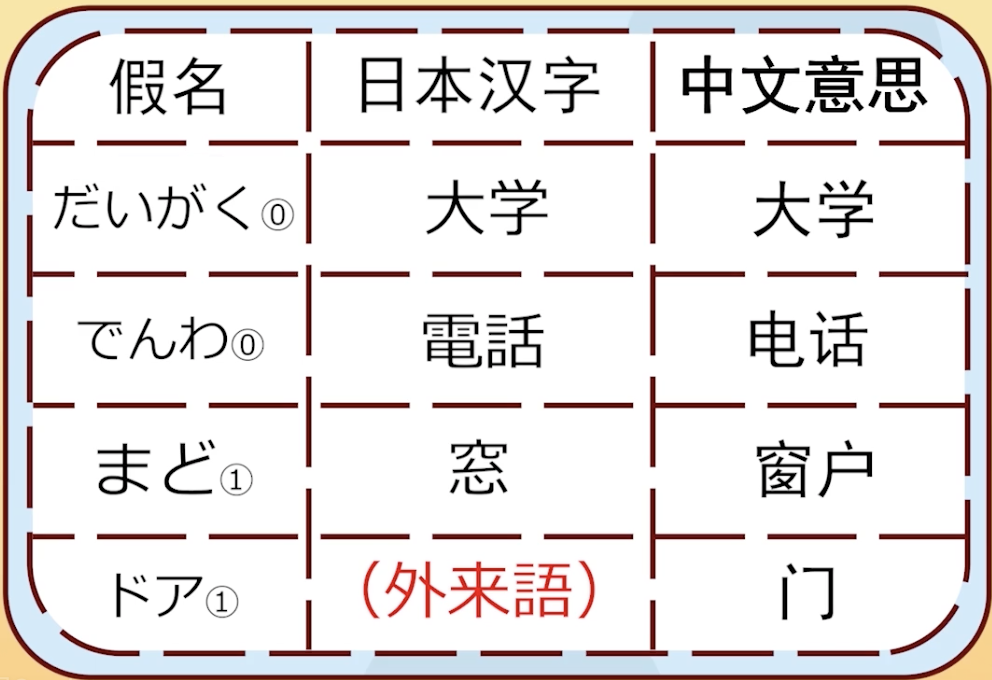 假名 日本汉字 中文意思
だいがく⓪ 大学 大学
でんわ⓪ 電話 电话
まど① 窓 窗户
ドア① （外来語） 门